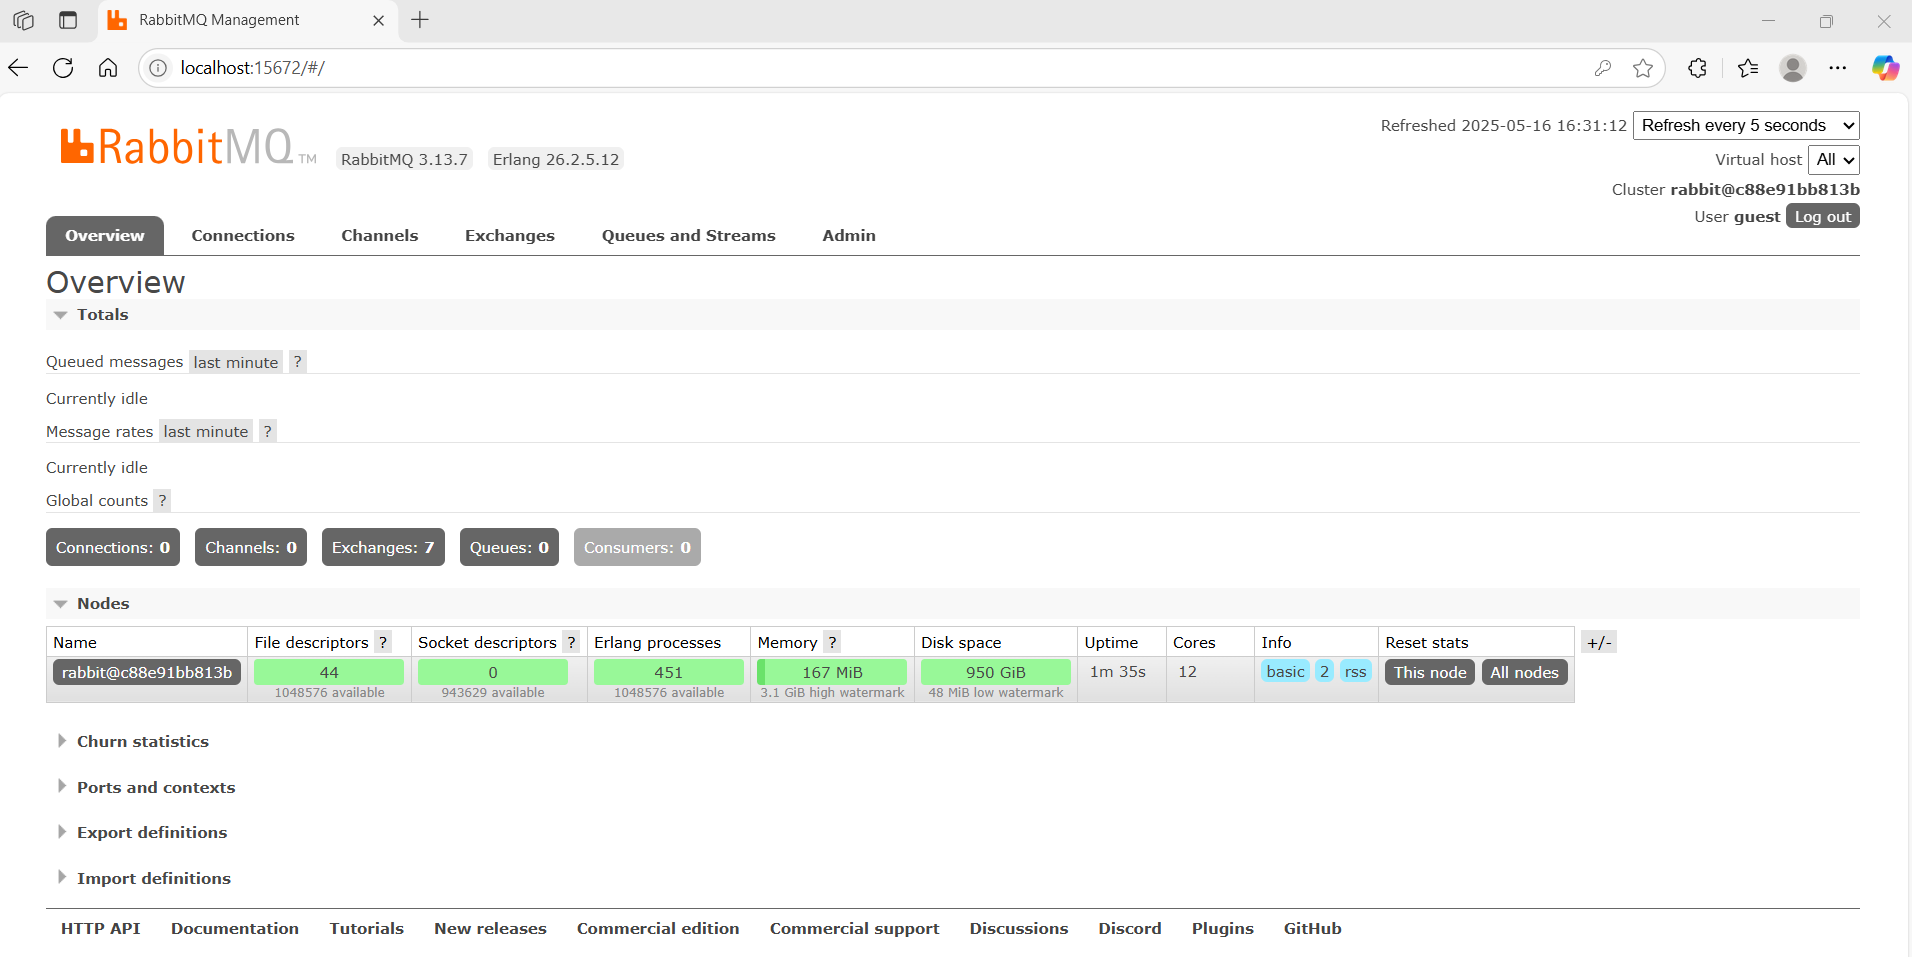 RabbitMQ Management
localhost:15672/#/
RabbitMQ TM
RabbitMQ 3.13.7 Erlang 26.2.5.12
Refreshed 2025-05-16 16:31:12 Refresh every 5 seconds
Virtual host All
Cluster rabbit@c88e91bb813b
User guest Log out
Overview Connections Channels Exchanges Queues and Streams Admin
Overview
Totals
Queued messages last minute ?
Currently idle
Message rates last minute ?
Currently idle
Global counts ?
Connections: 0 Channels: 0 Exchanges: 7 Queues: 0 Consumers: 0
Nodes
Name File descriptors ? Socket descriptors ? Erlang processes Memory ? Disk space Uptime Cores Info Reset stats +/-
rabbit@c88e91bb813b 44 0 451 167 MiB 950 GiB 1m 35s 12 basic 2 rss This node All nodes
1048576 available 943629 available 1048576 available 3.1 GiB high watermark 48 MiB low watermark
Churn statistics
Ports and contexts
Export definitions
Import definitions
HTTP API Documentation Tutorials New releases Commercial edition Commercial support Discussions Discord Plugins GitHub